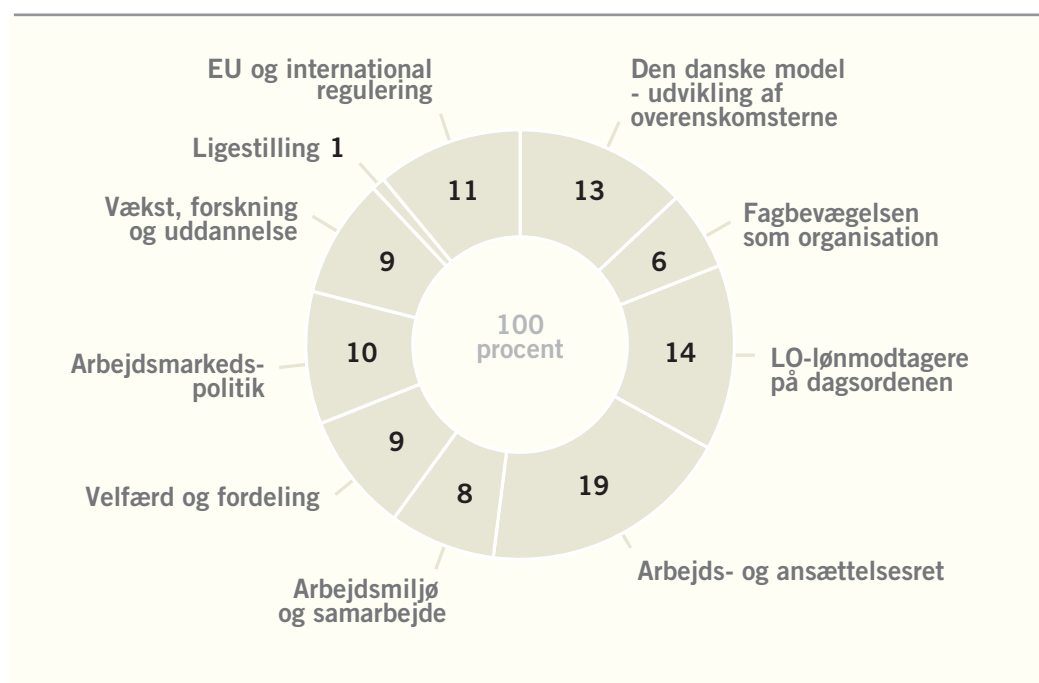 EU og international
regulering
Den danske model
- udvikling af
overenskomsterne
Ligestilling 1
11
13
Vækst, forskning
og uddannelse
Fagbevægelsen
som organisation
9
6
100
procent
Arbejdsmarkeds-
politik
10
14
LO-lønmodtagere
på dagsordenen
9
Velfærd og fordeling
8
19
Arbejdsmiljø
og samarbejde
Arbejds- og ansættelsesret